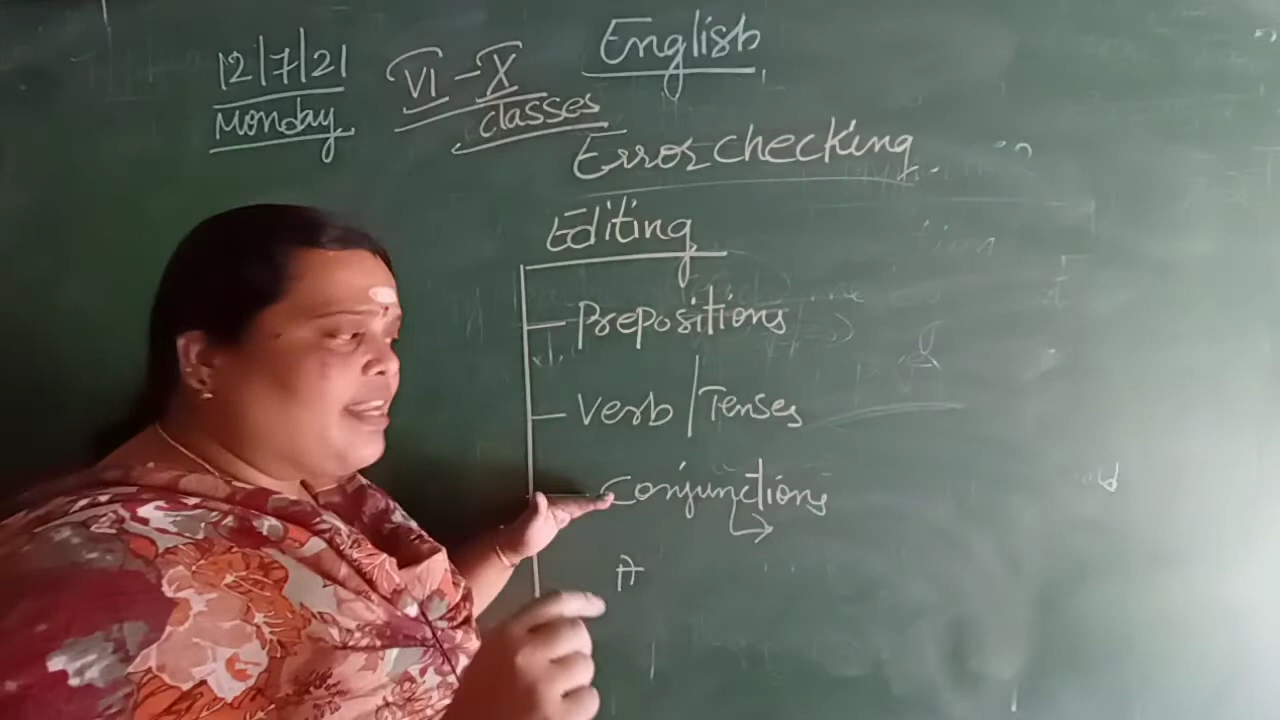 English
12/7/21 VI - X
Monday classes
Error checking
Editing
Prepositions
Verb/Tenses
Conjunctions
A